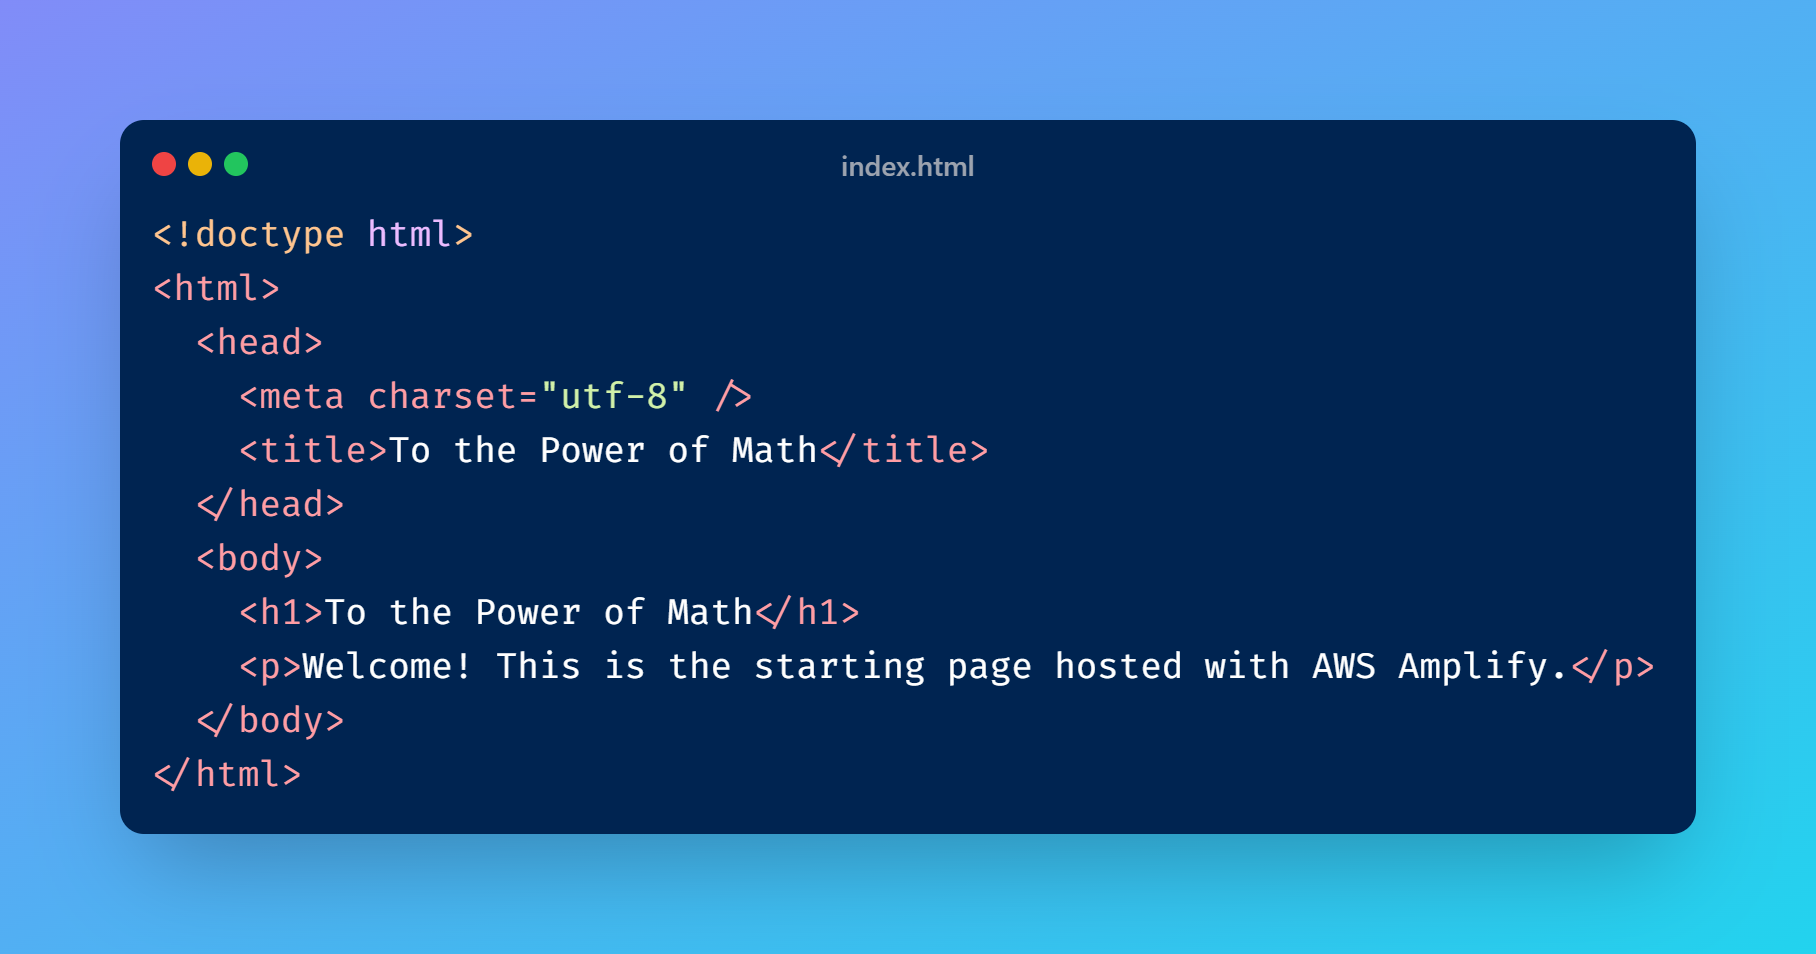 index.html
<!doctype html>
<html>
  <head>
    <meta charset="utf-8" />
    <title>To the Power of Math</title>
  </head>
  <body>
    <h1>To the Power of Math</h1>
    <p>Welcome! This is the starting page hosted with AWS Amplify.</p>
  </body>
</html>